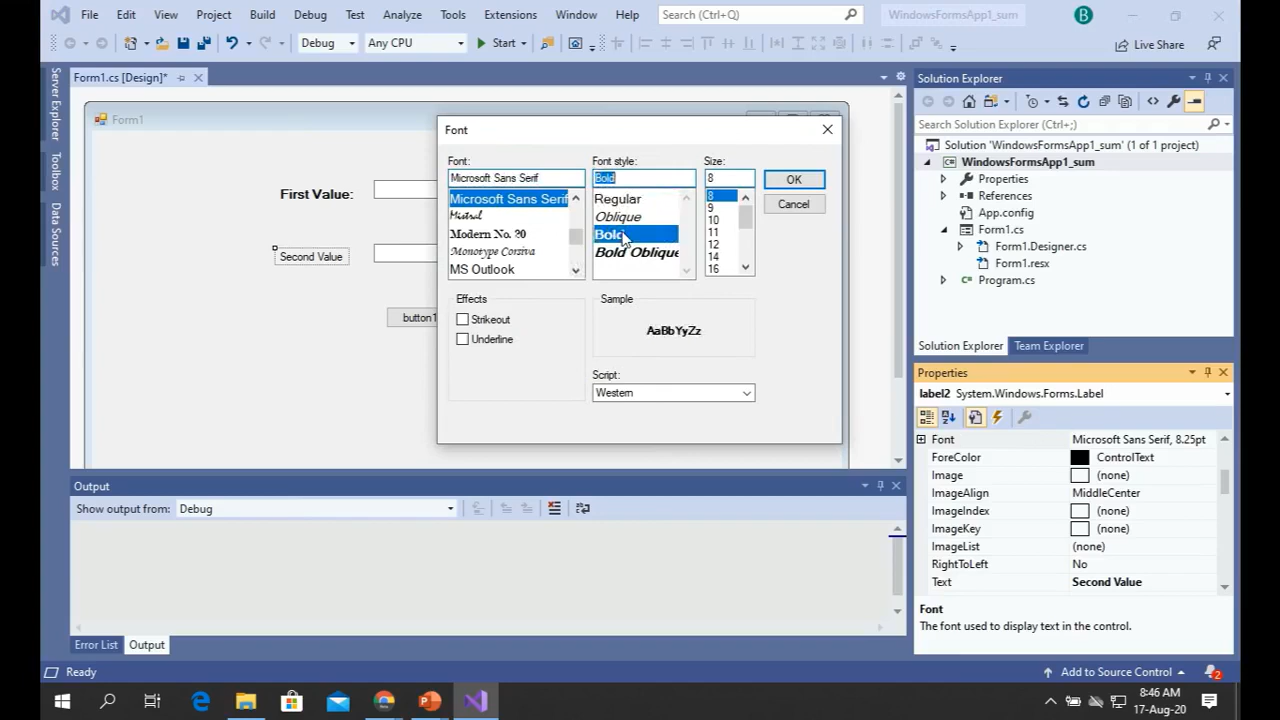 File Edit View Project Build Debug Test Analyze Tools Extensions Window Help Search (Ctrl+Q) WindowsFormsApp1_sum B
Debug Any CPU Start Live Share
Server Explorer
Toolbox
Data Sources
Form1.cs [Design]*
Form1
First Value:
Second Value
button1
Font
Font: Font style: Size:
Microsoft Sans Serif Bold 8 OK
Microsoft Sans Serif Regular 8 Cancel
Mistral Oblique 9
Modern No. 20 Bold 10
Monotype Corsiva Bold Oblique 11
MS Outlook 12
14
16
Effects
Strikeout
Underline
Sample
AaBbYyZz
Script:
Western
Output
Show output from: Debug
Error List Output
Solution Explorer
Search Solution Explorer (Ctrl+;)
Solution 'WindowsFormsApp1_sum' (1 of 1 project)
WindowsFormsApp1_sum
Properties
References
App.config
Form1.cs
Form1.Designer.cs
Form1.resx
Program.cs
Solution Explorer Team Explorer
Properties
label2 System.Windows.Forms.Label
Font Microsoft Sans Serif, 8.25pt
ForeColor ControlText
Image (none)
ImageAlign MiddleCenter
ImageIndex (none)
ImageKey (none)
ImageList (none)
RightToLeft No
Text Second Value
Font
The font used to display text in the control.
Ready Add to Source Control 2
8:46 AM
17-Aug-20